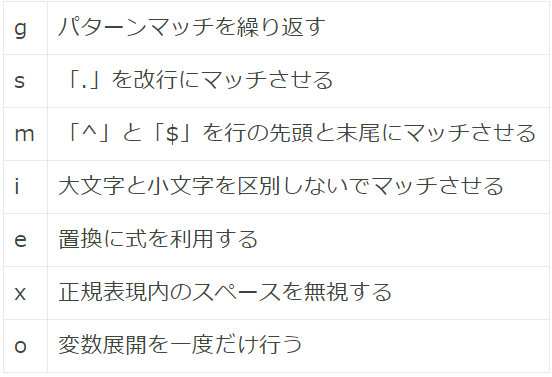 g パターンマッチを繰り返す
s 「.」を改行にマッチさせる
m 「^」と「$」を行の先頭と末尾にマッチさせる
i 大文字と小文字を区別しないでマッチさせる
e 置換に式を利用する
x 正規表現内のスペースを無視する
o 変数展開を一度だけ行う